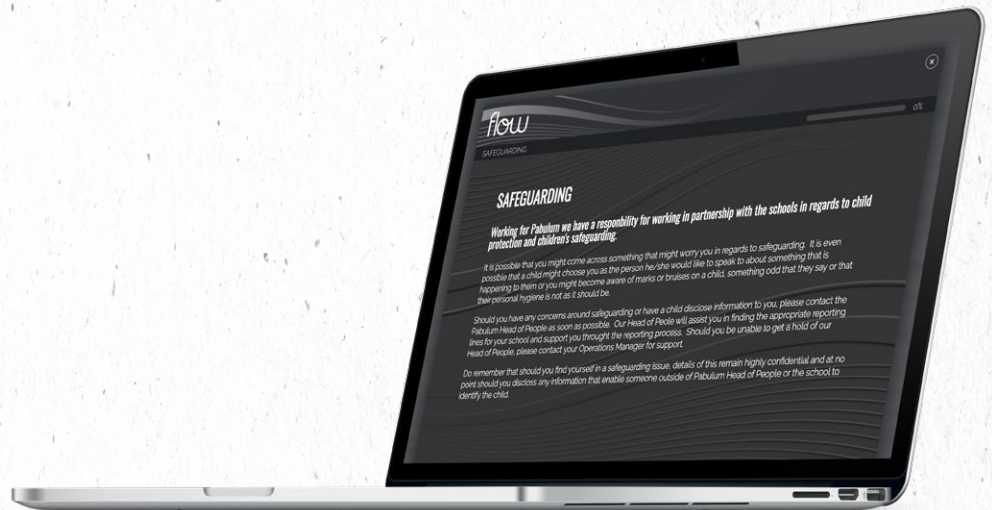 flow
0%
SAFEGUARDING
SAFEGUARDING
Working for Pabulum we have a responbility for working in partnership with the schools in regards to child
protection and children's safeguarding.
It is possible that you might come across something that might worry you in regards to safeguarding. It is even
possible that a child might choose you as the person he/she would like to speak to about something that is
happening to them or you might become aware of marks or bruises on a child, something odd that they say or that
their personal hygiene is not as it should be.
Should you have any concerns around safeguarding or have a child disclose information to you, please contact the
Pabulum Head of People as soon as possible. Our Head of Peole will assist you in finding the appropriate reporting
lines for your school and support you throught the reporting process. Should you be unable to get a hold of our
Head of People, please contact your Operations Manager for support.
Do remember that should you find yourself in a safeguarding issue, details of this remain highly confidential and at no
point should you discloss any information that enable someone outside of Pabulum Head of People or the school to
identify the child.